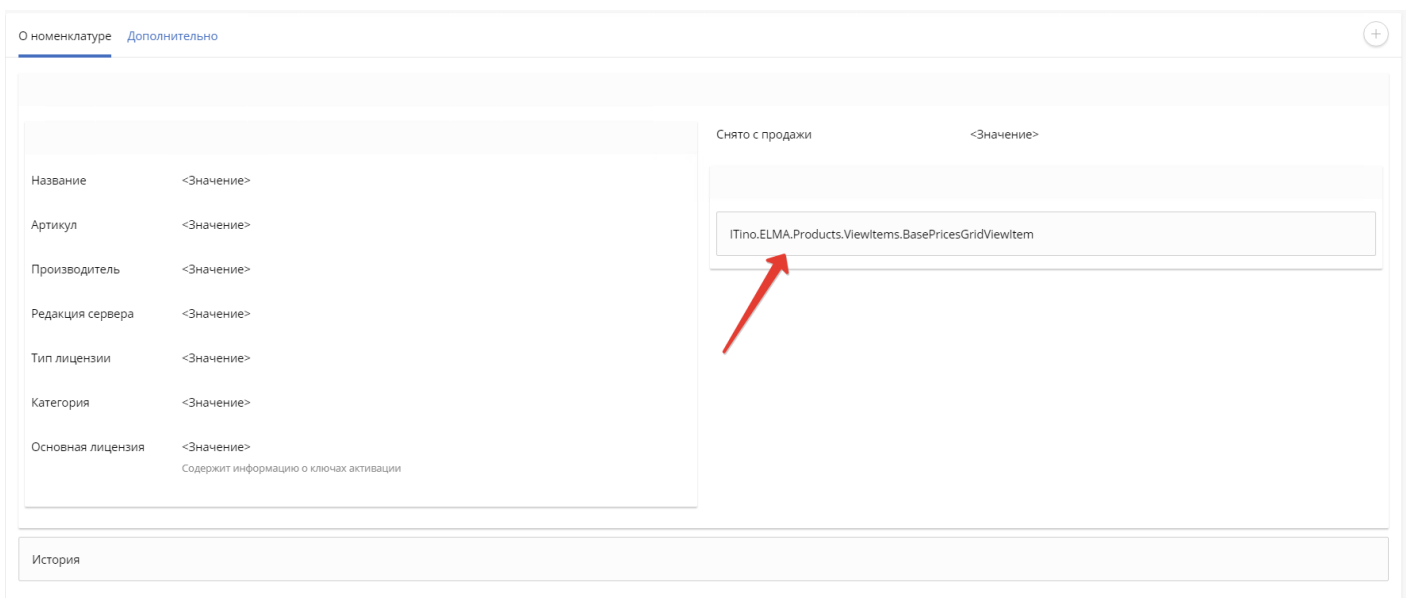 О номенклатуре Дополнительно
Снято с продажи <Значение>
Название <Значение>
ITino.ELMA.Products.ViewItems.BasePricesGridViewItem
Артикул <Значение>
Производитель <Значение>
Редакция сервера <Значение>
Тип лицензии <Значение>
Категория <Значение>
Основная лицензия <Значение>
Содержит информацию о ключах активации
История